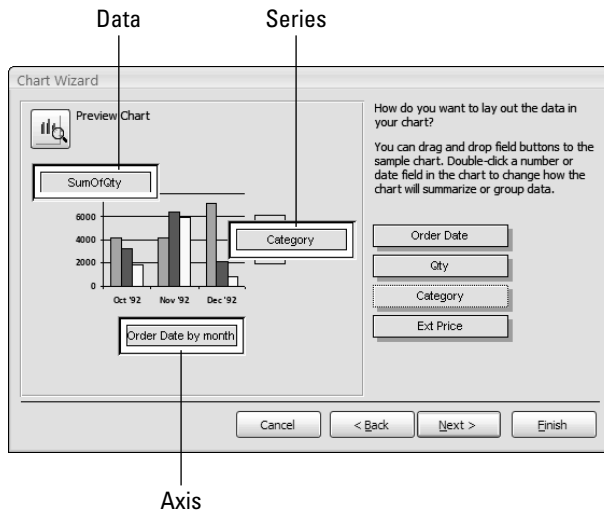 Data
Series
Chart Wizard
Preview Chart
How do you want to lay out the data in
your chart?
You can drag and drop field buttons to the
sample chart. Double-click a number or
date field in the chart to change how the
chart will summarize or group data.
SumOfQty
6000
4000
2000
0
Oct '92
Nov '92
Dec '92
Category
Order Date by month
Order Date
Qty
Category
Ext Price
Cancel
< Back
Next >
Finish
Axis